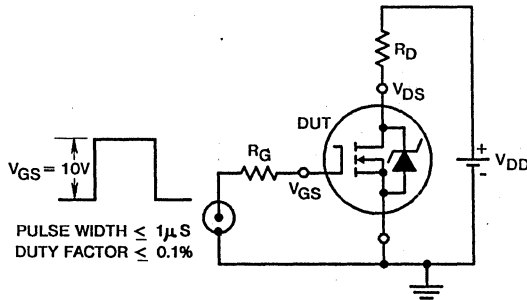 R_D
V_DS
DUT
R_G
V_GS
V_GS = 10V
+
-
V_DD
PULSE WIDTH ≤ 1μS
DUTY FACTOR ≤ 0.1%